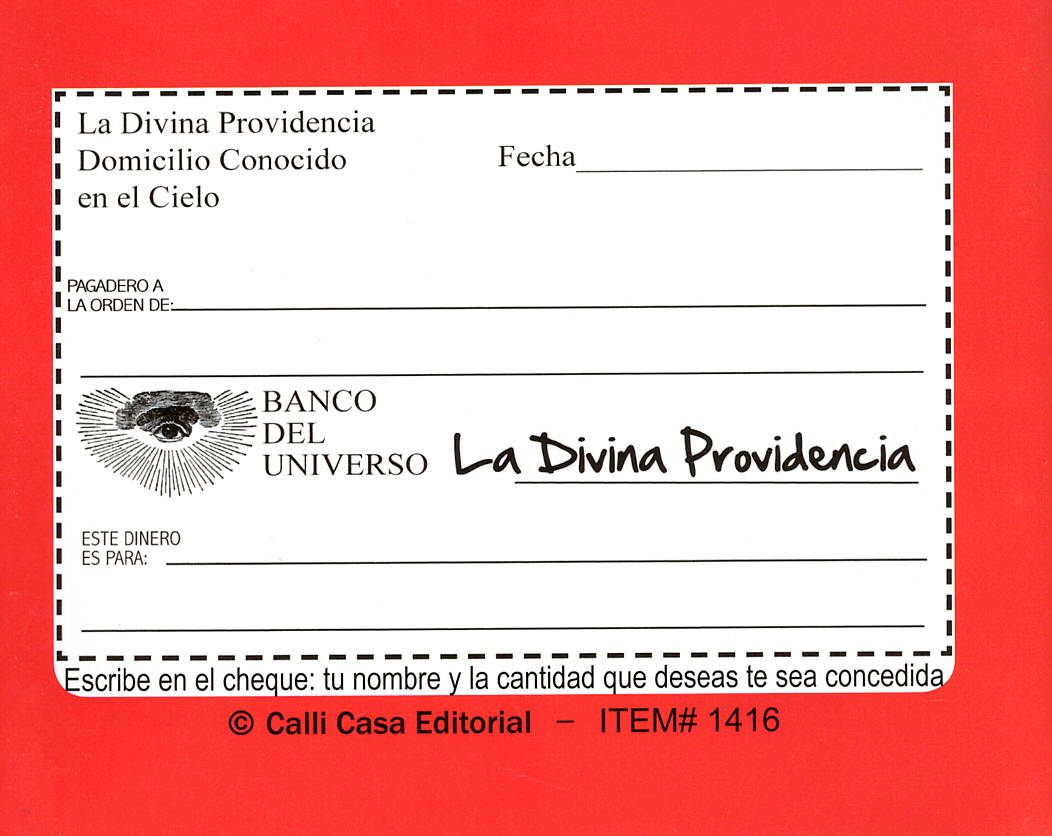 La Divina Providencia
Domicilio Conocido
en el Cielo
Fecha
PAGADERO A
LA ORDEN DE:
BANCO
DEL
UNIVERSO
La Divina Providencia
ESTE DINERO
ES PARA:
Escribe en el cheque: tu nombre y la cantidad que deseas te sea concedida
© Calli Casa Editorial – ITEM# 1416